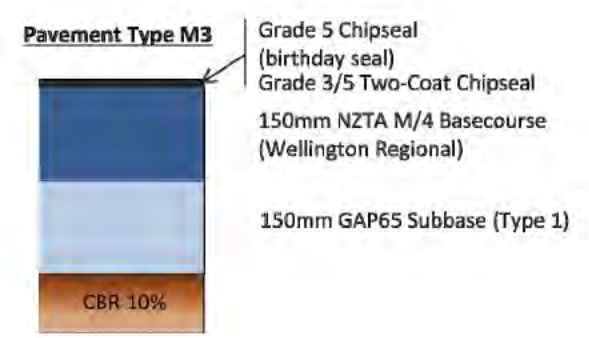 Pavement Type M3
Grade 5 Chipseal
(birthday seal)
Grade 3/5 Two-Coat Chipseal
150mm NZTA M/4 Basecourse
(Wellington Regional)
150mm GAP65 Subbase (Type 1)
CBR 10%